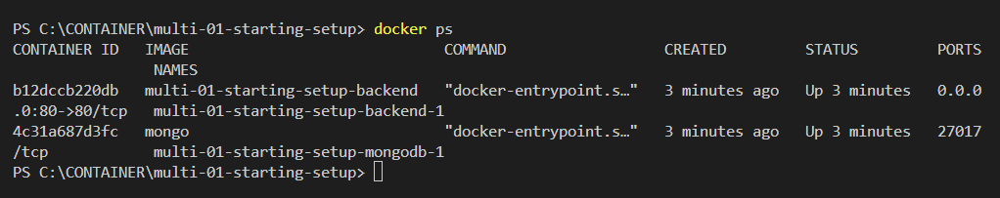 PS C:\CONTAINER\multi-01-starting-setup> docker ps
CONTAINER ID   IMAGE                             COMMAND                  CREATED         STATUS         PORTS
               NAMES
b12dccb220db   multi-01-starting-setup-backend   "docker-entrypoint.s…"   3 minutes ago   Up 3 minutes   0.0.0
.0:80->80/tcp   multi-01-starting-setup-backend-1
4c31a687d3fc   mongo                             "docker-entrypoint.s…"   3 minutes ago   Up 3 minutes   27017
/tcp            multi-01-starting-setup-mongodb-1
PS C:\CONTAINER\multi-01-starting-setup>